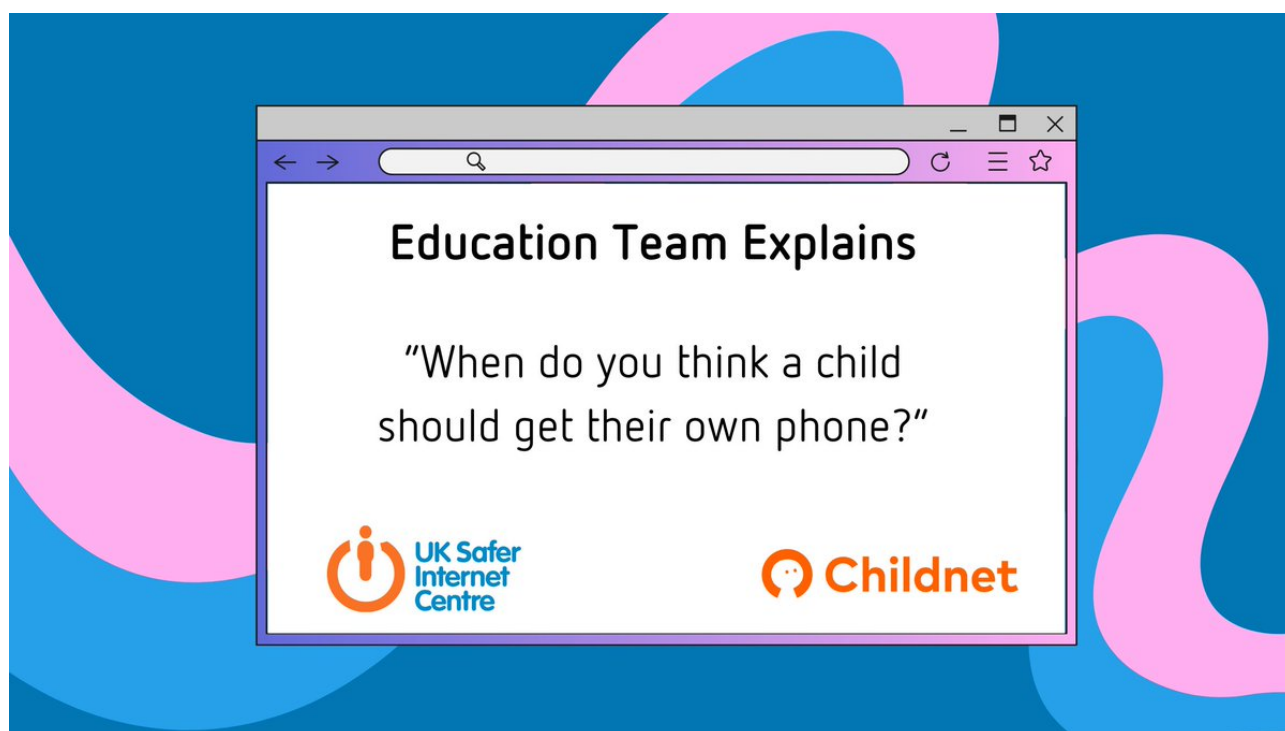 Education Team Explains
“When do you think a child
should get their own phone?“
UK Safer
Internet
Centre
Childnet